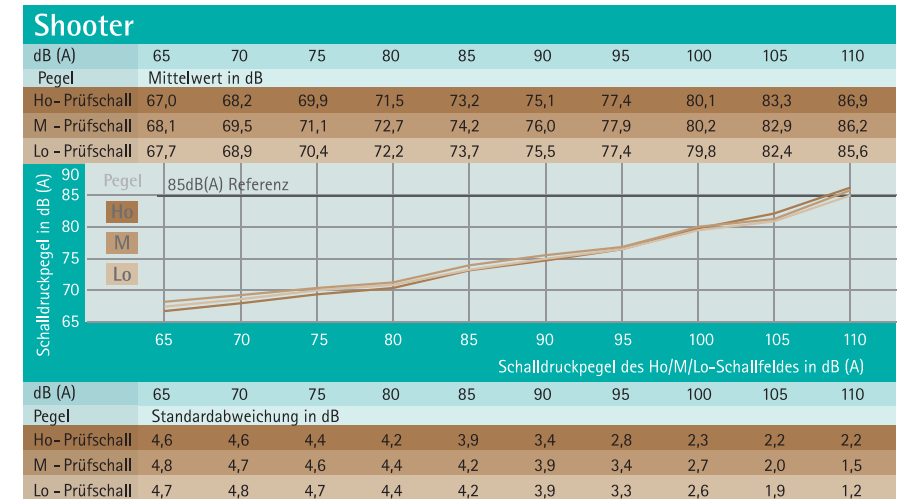 Shooter
dB (A) 65 70 75 80 85 90 95 100 105 110
Pegel Mittelwert in dB
Ho- Prüfschall 67,0 68,2 69,9 71,5 73,2 75,1 77,4 80,1 83,3 86,9
M - Prüfschall 68,1 69,5 71,1 72,7 74,2 76,0 77,9 80,2 82,9 86,2
Lo - Prüfschall 67,7 68,9 70,4 72,2 73,7 75,5 77,4 79,8 82,4 85,6
Schalldruckpegel in dB (A)
90 Pegel
85 85dB(A) Referenz
Ho
80
M
75
Lo
70
65
65 70 75 80 85 90 95 100 105 110
Schalldruckpegel des Ho/M/Lo-Schallfeldes in dB (A)
dB (A) 65 70 75 80 85 90 95 100 105 110
Pegel Standardabweichung in dB
Ho- Prüfschall 4,6 4,6 4,4 4,2 3,9 3,4 2,8 2,3 2,2 2,2
M - Prüfschall 4,8 4,7 4,6 4,4 4,2 3,9 3,4 2,7 2,0 1,5
Lo - Prüfschall 4,7 4,8 4,7 4,4 4,2 3,9 3,3 2,6 1,9 1,2